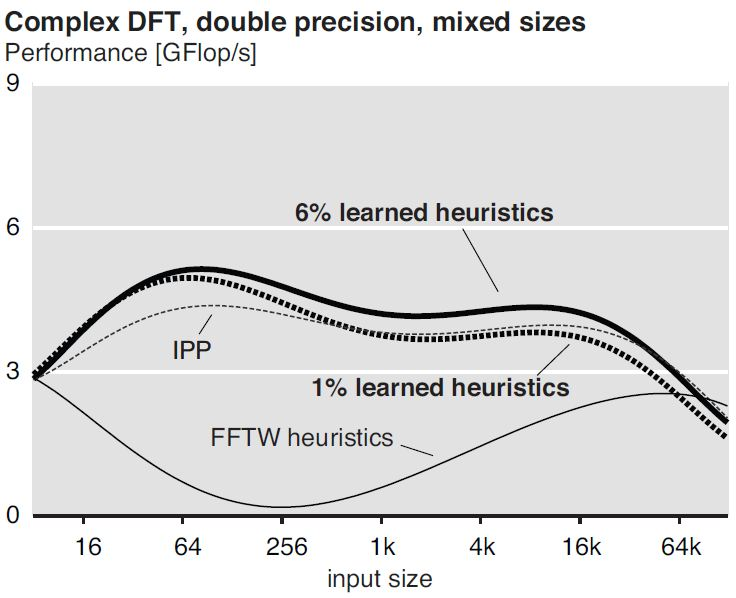 Complex DFT, double precision, mixed sizes
Performance [GFlop/s]
9
6% learned heuristics
6
IPP
3
1% learned heuristics
FFTW heuristics
0
16 64 256 1k 4k 16k 64k
input size